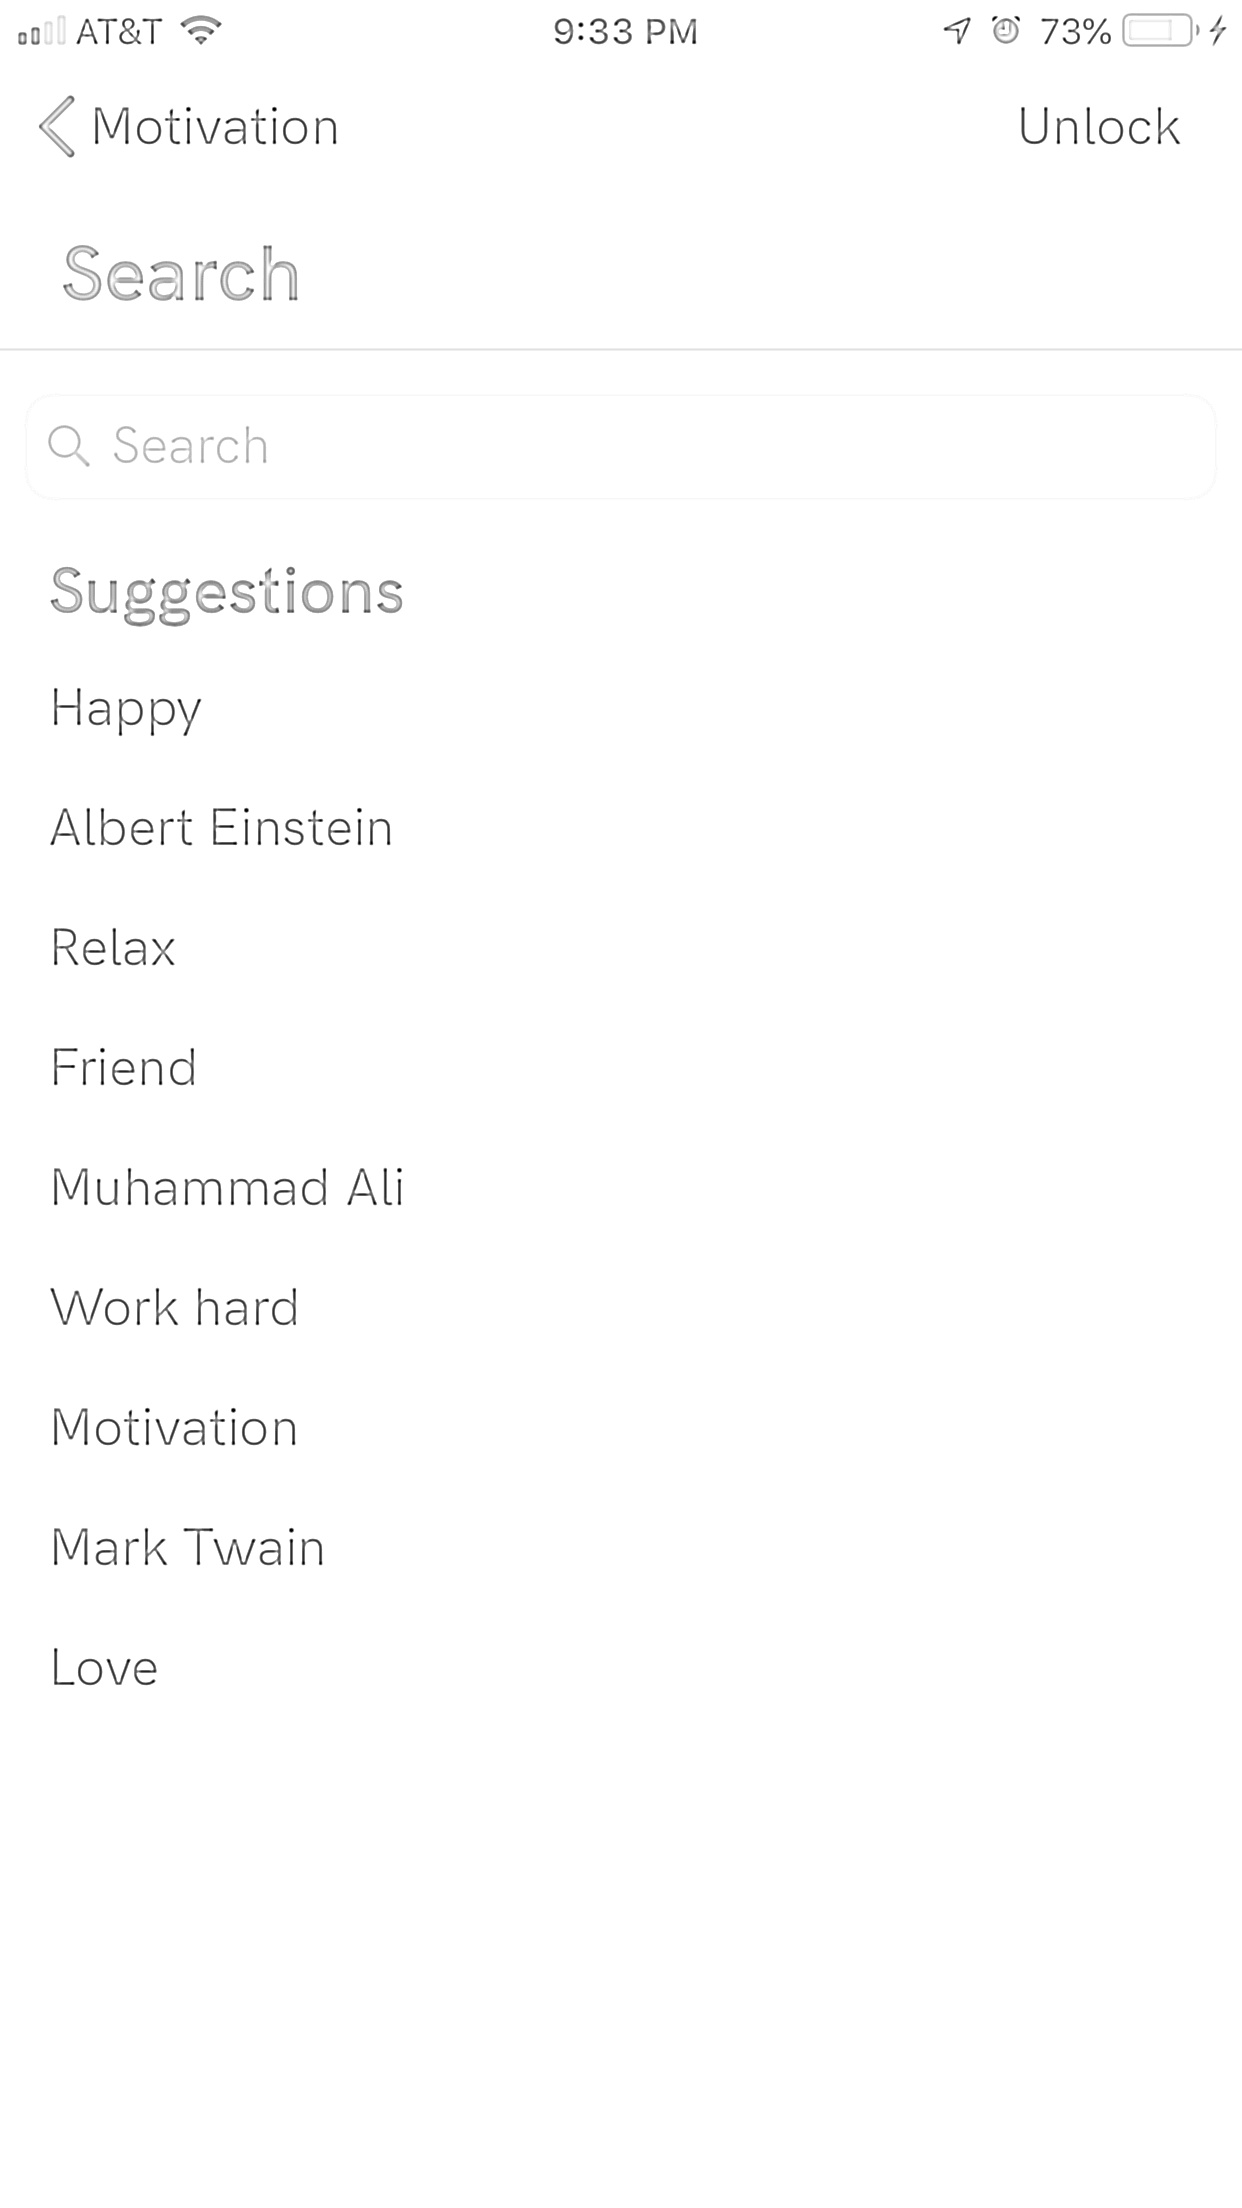 AT&T 9:33 PM 73%
Motivation Unlock
Search
Search
Suggestions
Happy
Albert Einstein
Relax
Friend
Muhammad Ali
Work hard
Motivation
Mark Twain
Love